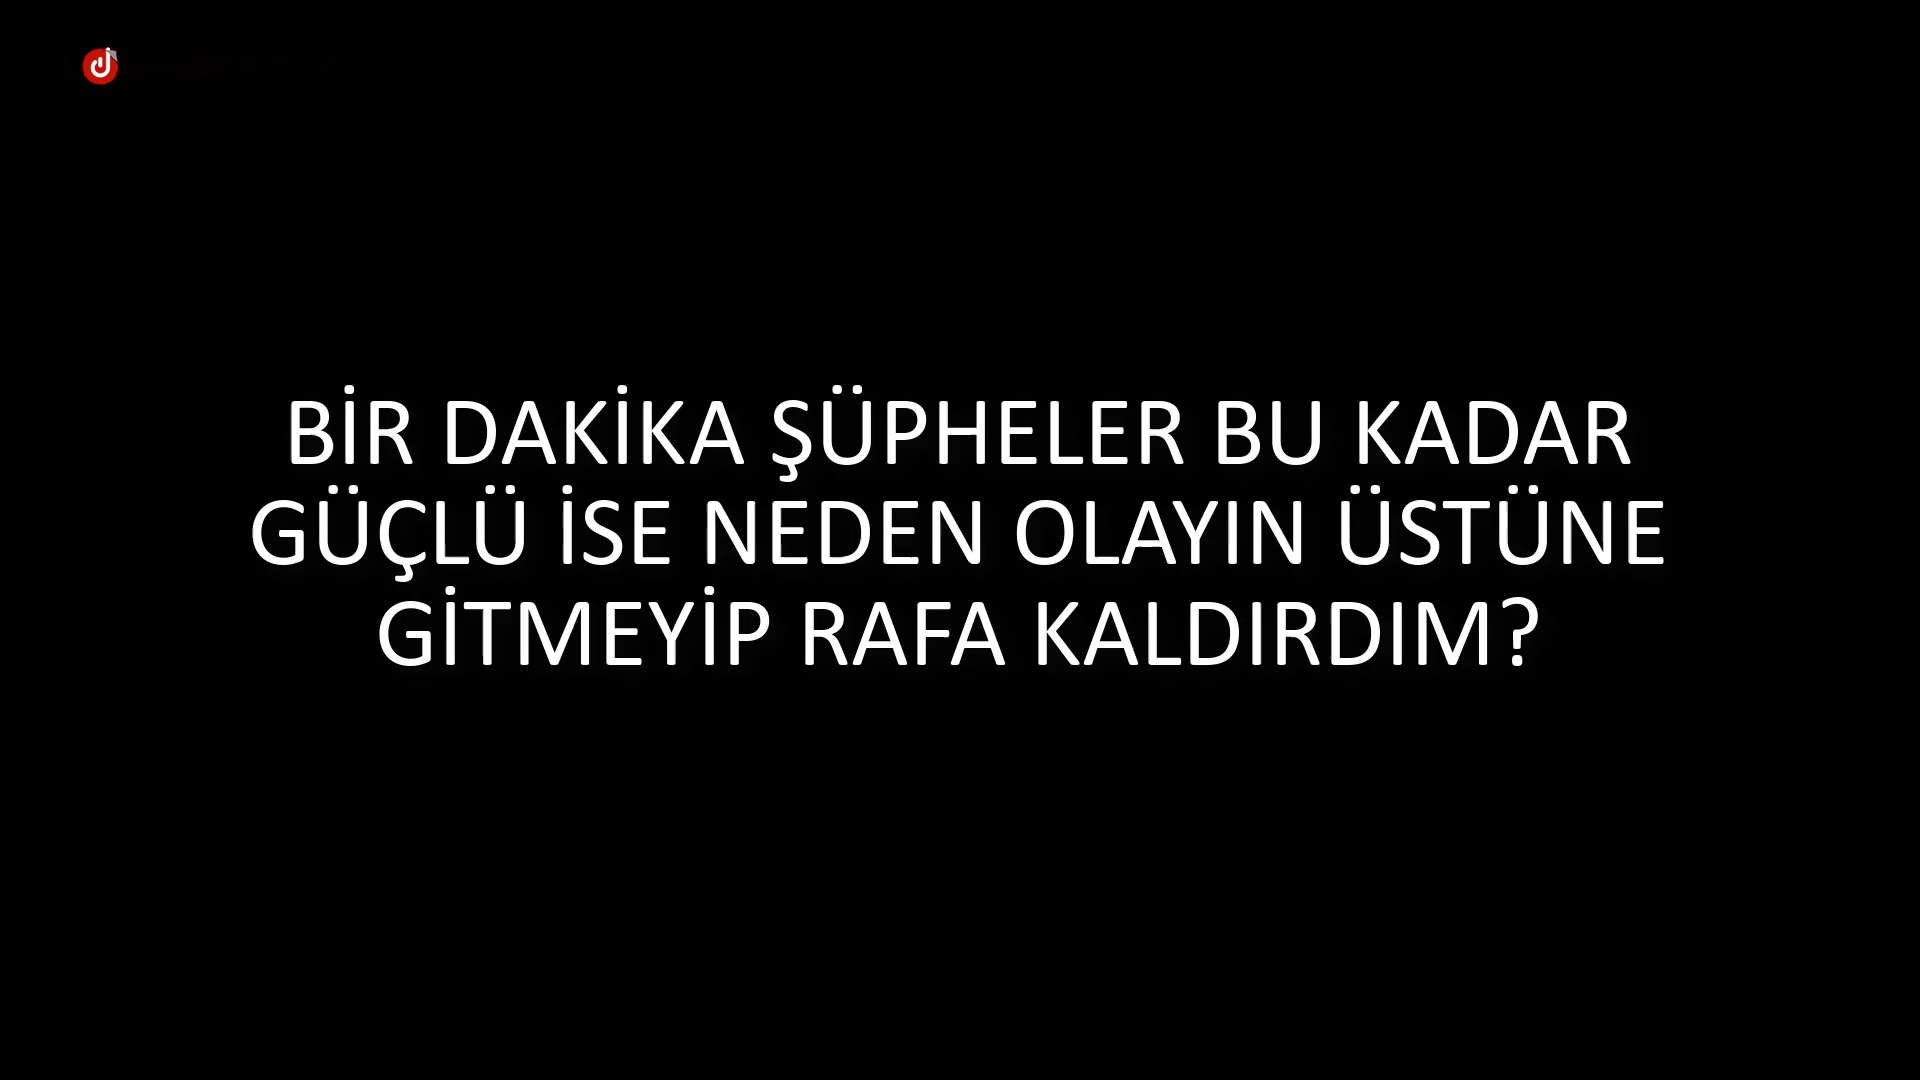 BİR DAKİKA ŞÜPHELER BU KADAR
GÜÇLÜ İSE NEDEN OLAYIN ÜSTÜNE
GİTMEYİP RAFA KALDIRDIM?